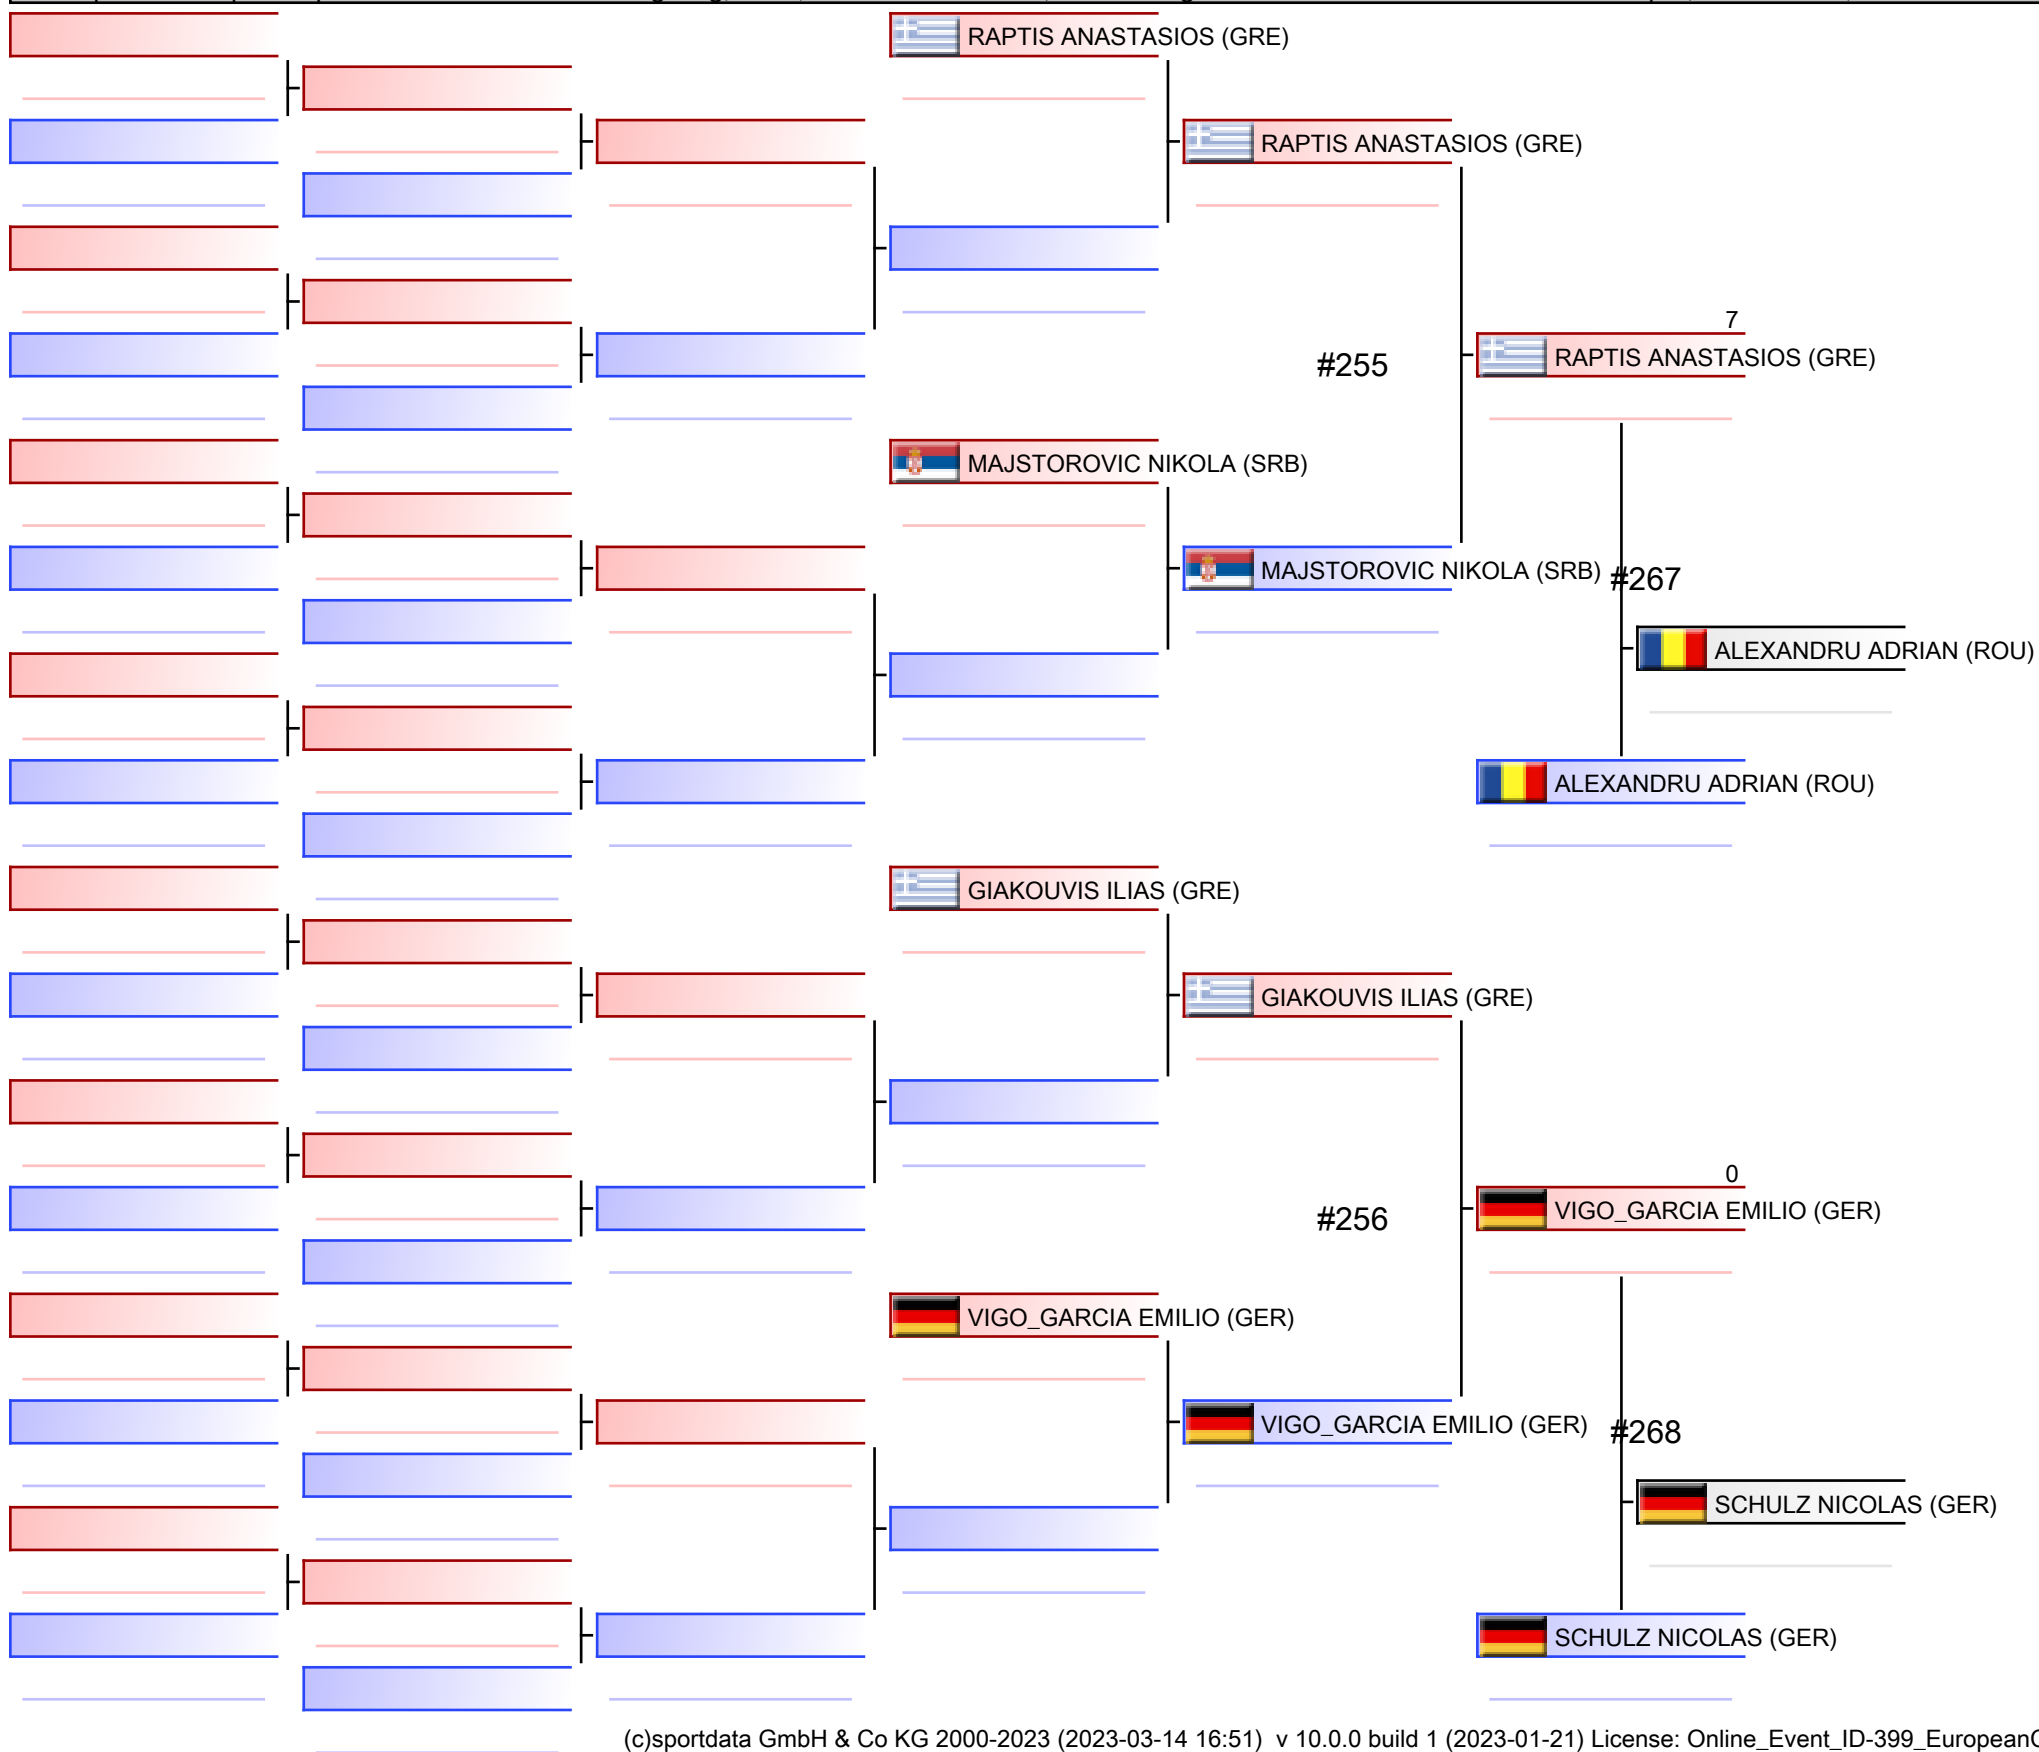 RAPTIS ANASTASIOS (GRE)
RAPTIS ANASTASIOS (GRE)
7
#255
RAPTIS ANASTASIOS (GRE)
MAJSTOROVIC NIKOLA (SRB)
MAJSTOROVIC NIKOLA (SRB)
#267
ALEXANDRU ADRIAN (ROU)
ALEXANDRU ADRIAN (ROU)
GIAKOUVIS ILIAS (GRE)
GIAKOUVIS ILIAS (GRE)
0
#256
VIGO_GARCIA EMILIO (GER)
VIGO_GARCIA EMILIO (GER)
VIGO_GARCIA EMILIO (GER)
#268
SCHULZ NICOLAS (GER)
SCHULZ NICOLAS (GER)
(c)sportdata GmbH & Co KG 2000-2023 (2023-03-14 16:51) v 10.0.0 build 1 (2023-01-21) License: Online_Event_ID-399_European